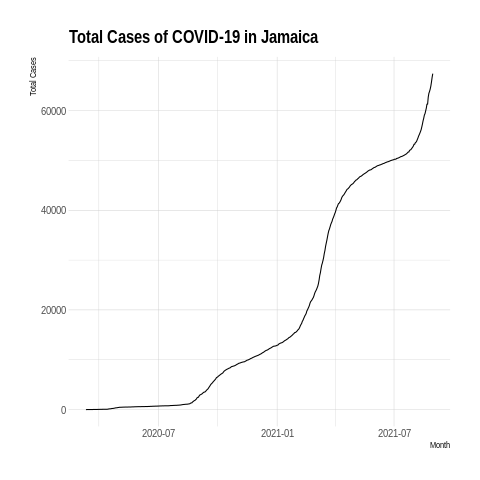 Total Cases of COVID-19 in Jamaica
Total Cases
60000
40000
20000
0
2020-07
2021-01
2021-07
Month